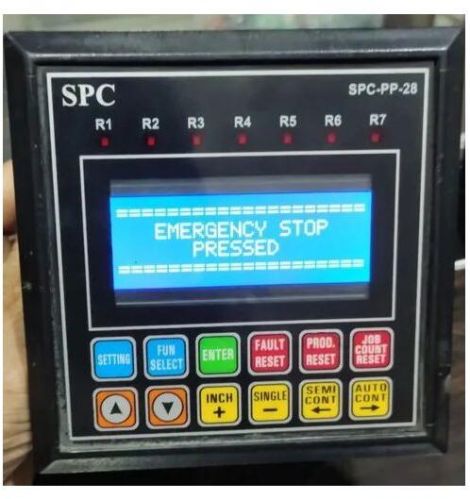 SPC SPC-PP-28
R1 R2 R3 R4 R5 R6 R7
====================
EMERGENCY STOP
PRESSED
====================
SETTING FUN SELECT ENTER FAULT RESET PROD. RESET JOB COUNT RESET
INCH + SINGLE - SEMI CONT ← AUTO CONT →